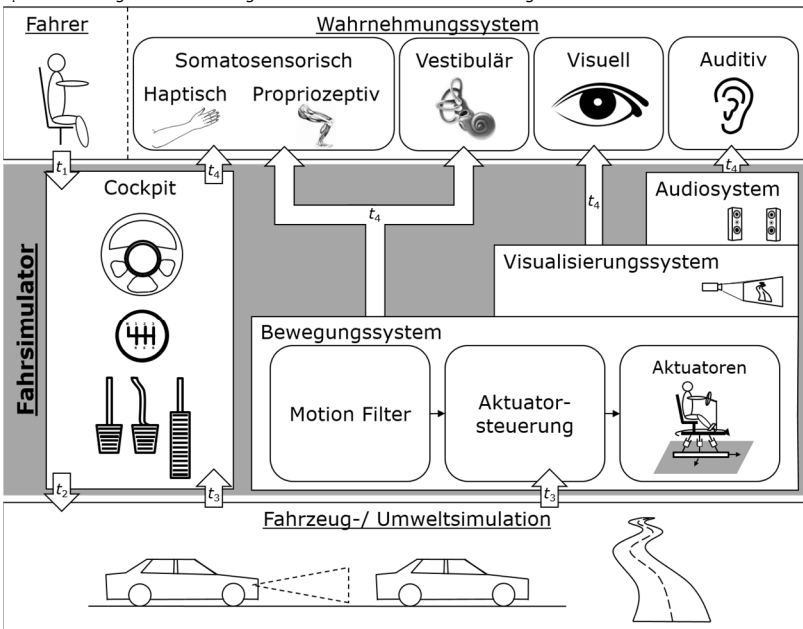 Fahrer
Wahrnehmungssystem
Somatosensorisch
Haptisch
Propriozeptiv
Vestibulär
Visuell
Auditiv
t1
t4
t4
t4
t4
Fahrsimulator
Cockpit
Audiosystem
Visualisierungssystem
Bewegungssystem
Motion Filter
Aktuator-
steuerung
Aktuatoren
t2
t3
t3
Fahrzeug-/ Umweltsimulation